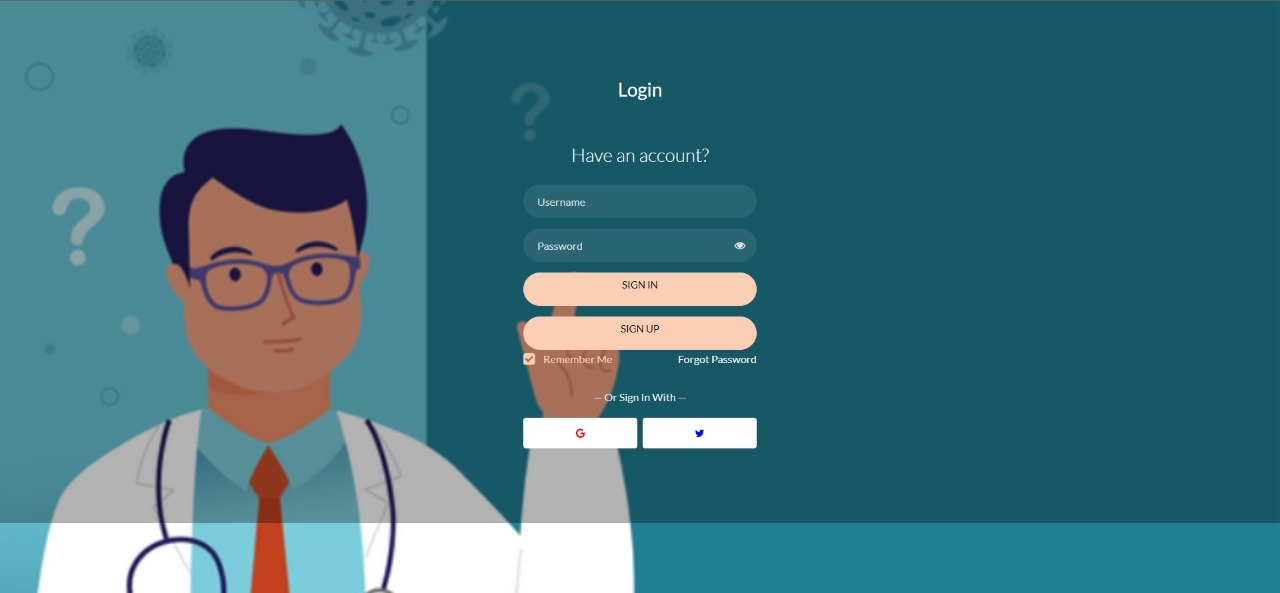 Login
Have an account?
Username
Password
SIGN IN
SIGN UP
Remember Me Forgot Password
— Or Sign In With —